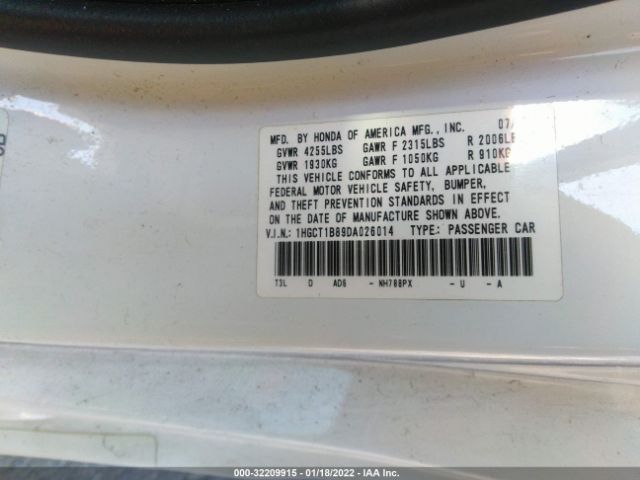 MFD. BY HONDA OF AMERICA MFG., INC. 07/
GVWR 4255LBS GAWR F 2315LBS R 2006LB
GVWR 1930KG GAWR F 1050KG R 910KG
THIS VEHICLE CONFORMS TO ALL APPLICABLE
FEDERAL MOTOR VEHICLE SAFETY, BUMPER,
AND THEFT PREVENTION STANDARDS IN EFFECT
ON THE DATE OF MANUFACTURE SHOWN ABOVE.
V.I.N.: 1HGCT1B89DA026014 TYPE: PASSENGER CAR
T3L D AD6 - NH788PX - U - A
000-32209915 - 01/18/2022 - IAA Inc.